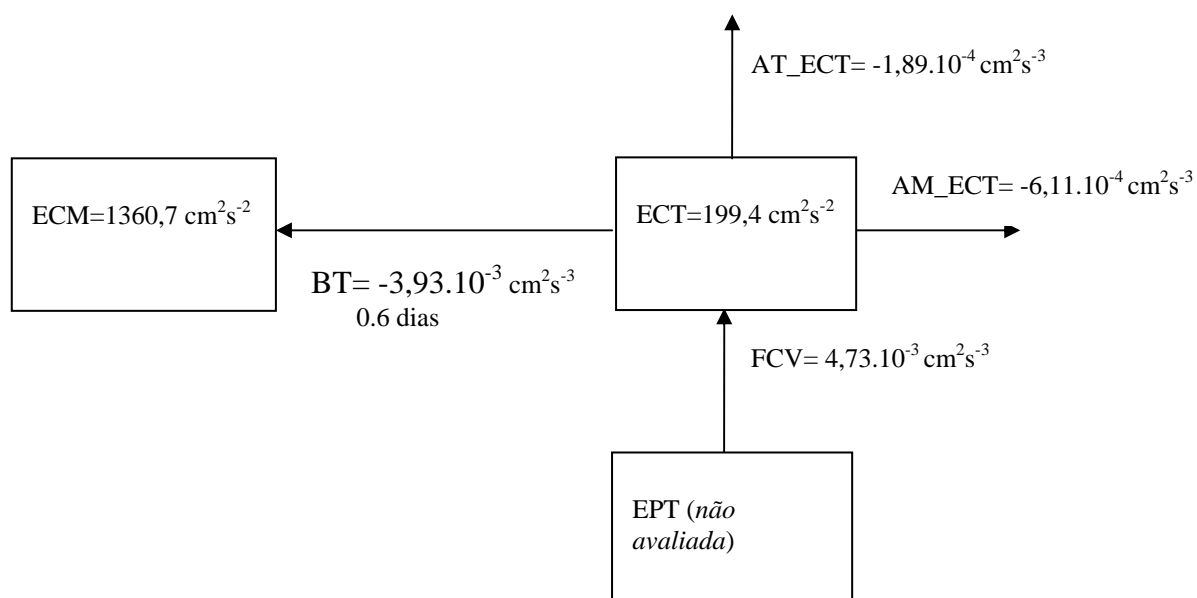 AT_ECT= -1,89.10⁻⁴ cm²s⁻³
ECM=1360,7 cm²s⁻²
ECT=199,4 cm²s⁻²
AM_ECT= -6,11.10⁻⁴ cm²s⁻³
BT= -3,93.10⁻³ cm²s⁻³
0.6 dias
FCV= 4,73.10⁻³ cm²s⁻³
EPT (não
avaliada)